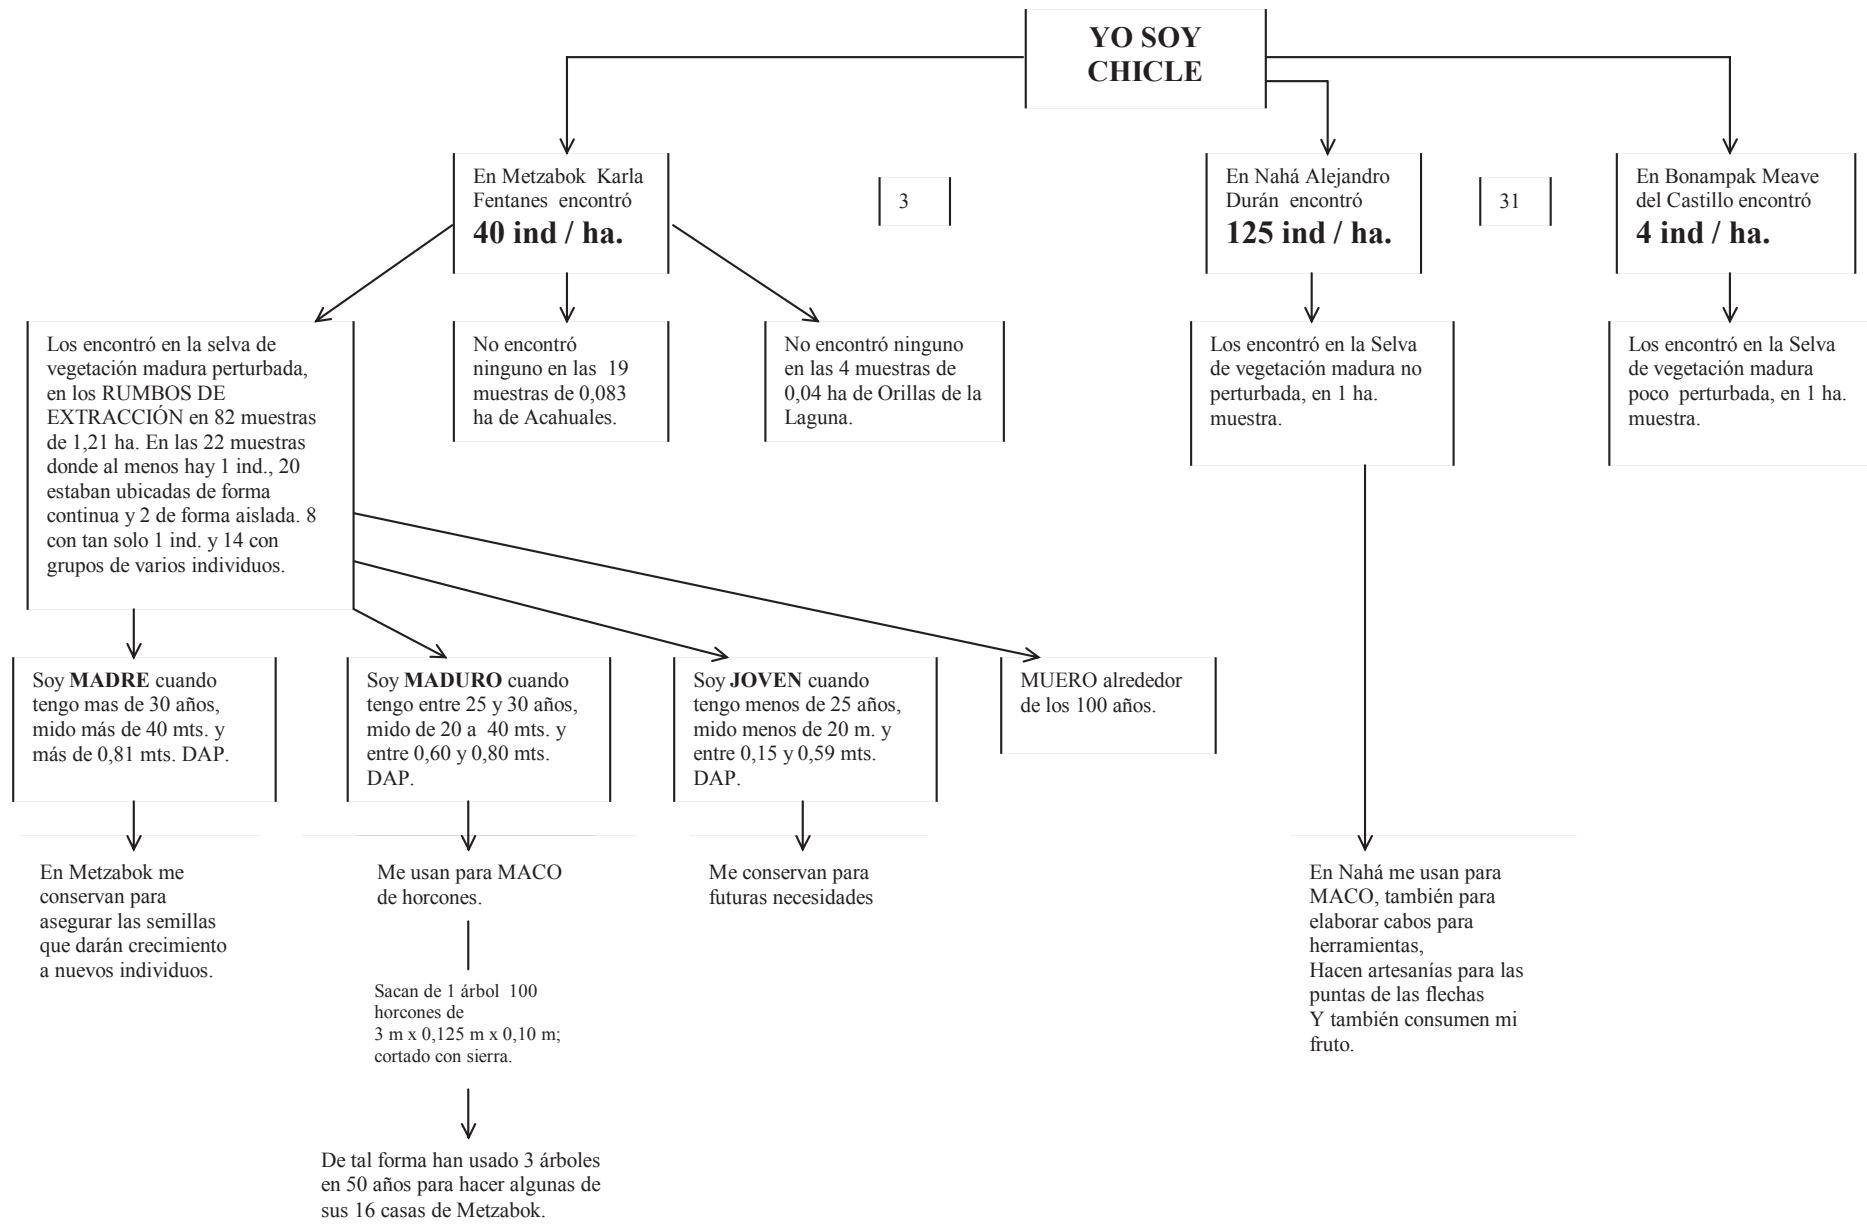 YO SOY
CHICLE
En Metzabok Karla
Fentanes encontró
40 ind / ha.
3
En Nahá Alejandro
Durán encontró
125 ind / ha.
31
En Bonampak Meave
del Castillo encontró
4 ind / ha.
Los encontró en la selva de
vegetación madura perturbada,
en los RUMBOS DE
EXTRACCIÓN en 82 muestras
de 1,21 ha. En las 22 muestras
donde al menos hay 1 ind., 20
estaban ubicadas de forma
continua y 2 de forma aislada. 8
con tan solo 1 ind. y 14 con
grupos de varios individuos.
No encontró
ninguno en las 19
muestras de 0,083
ha de Acahuales.
No encontró ninguno
en las 4 muestras de
0,04 ha de Orillas de la
Laguna.
Los encontró en la Selva
de vegetación madura no
perturbada, en 1 ha.
muestra.
Los encontró en la Selva
de vegetación madura
poco perturbada, en 1 ha.
muestra.
Soy MADRE cuando
tengo mas de 30 años,
mido más de 40 mts. y
más de 0,81 mts. DAP.
Soy MADURO cuando
tengo entre 25 y 30 años,
mido de 20 a 40 mts. y
entre 0,60 y 0,80 mts.
DAP.
Soy JOVEN cuando
tengo menos de 25 años,
mido menos de 20 m. y
entre 0,15 y 0,59 mts.
DAP.
MUERO alrededor
de los 100 años.
En Metzabok me
conservan para
asegurar las semillas
que darán crecimiento
a nuevos individuos.
Me usan para MACO
de horcones.
Me conservan para
futuras necesidades
En Nahá me usan para
MACO, también para
elaborar cabos para
herramientas,
Hacen artesanías para las
puntas de las flechas
Y también consumen mi
fruto.
Sacan de 1 árbol 100
horcones de
3 m x 0,125 m x 0,10 m;
cortado con sierra.
De tal forma han usado 3 árboles
en 50 años para hacer algunas de
sus 16 casas de Metzabok.